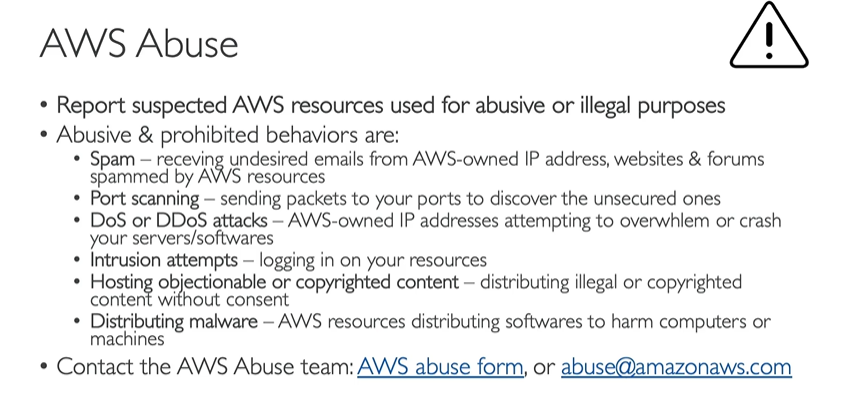 AWS Abuse
• Report suspected AWS resources used for abusive or illegal purposes
• Abusive & prohibited behaviors are:
• Spam – receving undesired emails from AWS-owned IP address, websites & forums
spammed by AWS resources
• Port scanning – sending packets to your ports to discover the unsecured ones
• DoS or DDoS attacks – AWS-owned IP addresses attempting to overwhlem or crash
your servers/softwares
• Intrusion attempts – logging in on your resources
• Hosting objectionable or copyrighted content – distributing illegal or copyrighted
content without consent
• Distributing malware – AWS resources distributing softwares to harm computers or
machines
• Contact the AWS Abuse team: AWS abuse form, or abuse@amazonaws.com